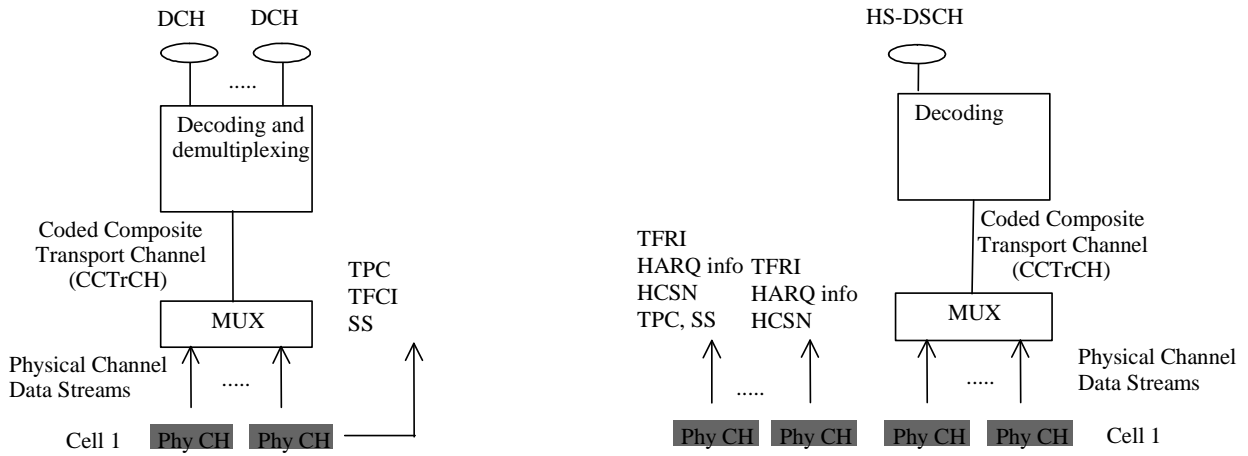 DCH DCH
.....
Decoding and
demultiplexing
Coded Composite
Transport Channel
(CCTrCH)
TPC
TFCI
SS
MUX
Physical Channel
Data Streams
.....
Cell 1 Phy CH Phy CH
HS-DSCH
Decoding
Coded Composite
Transport Channel
(CCTrCH)
TFRI
HARQ info
HCSN
TPC, SS
TFRI
HARQ info
HCSN
MUX
Physical Channel
Data Streams
.....
.....
Phy CH Phy CH Phy CH Phy CH Cell 1